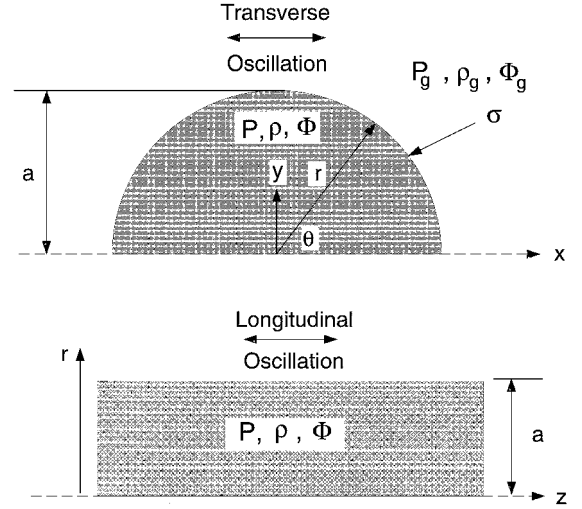 Transverse
Oscillation
P_g , ρ_g , Φ_g
σ
P, ρ, Φ
a
y
r
θ
x
Longitudinal
Oscillation
r
P, ρ , Φ
a
z